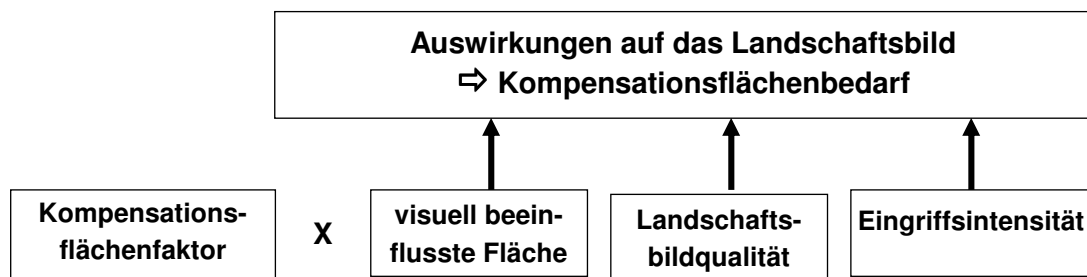 Auswirkungen auf das Landschaftsbild
⇨ Kompensationsflächenbedarf
Kompensations-
flächenfaktor
X
visuell beein-
flusste Fläche
Landschafts-
bildqualität
Eingriffsintensität